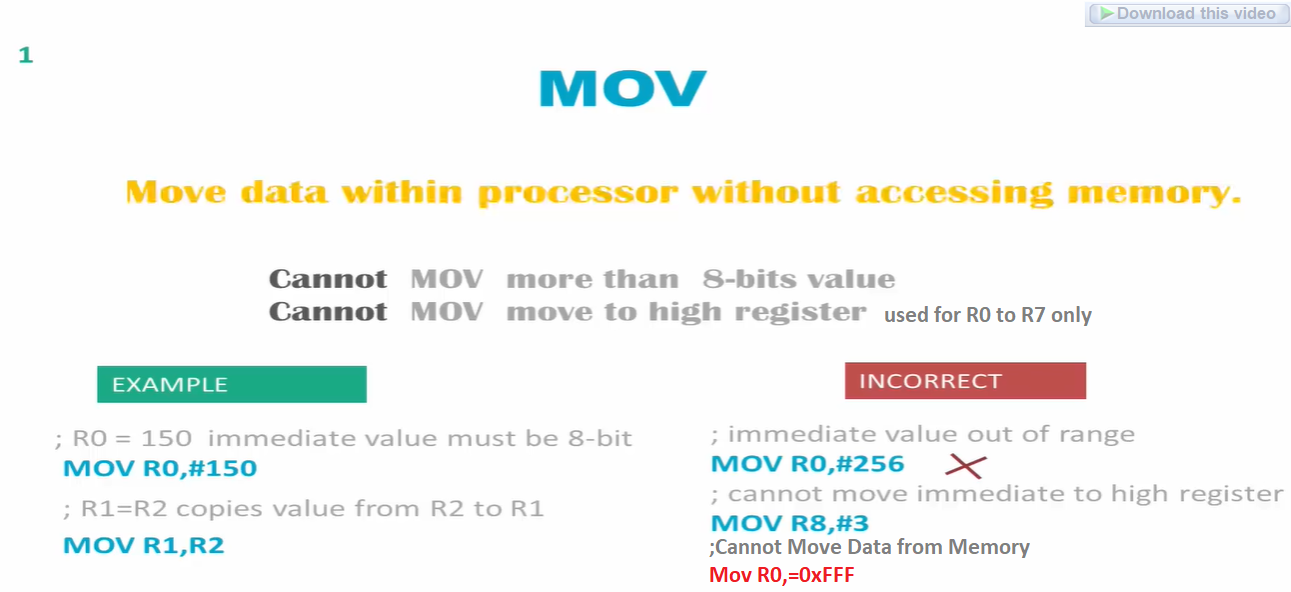 Download this video
1
MOV
Move data within processor without accessing memory.
Cannot MOV more than 8-bits value
Cannot MOV move to high register used for R0 to R7 only
EXAMPLE
; R0 = 150 immediate value must be 8-bit
MOV R0,#150
; R1=R2 copies value from R2 to R1
MOV R1,R2
INCORRECT
; immediate value out of range
MOV R0,#256
; cannot move immediate to high register
MOV R8,#3
;Cannot Move Data from Memory
Mov R0,=0xFFF